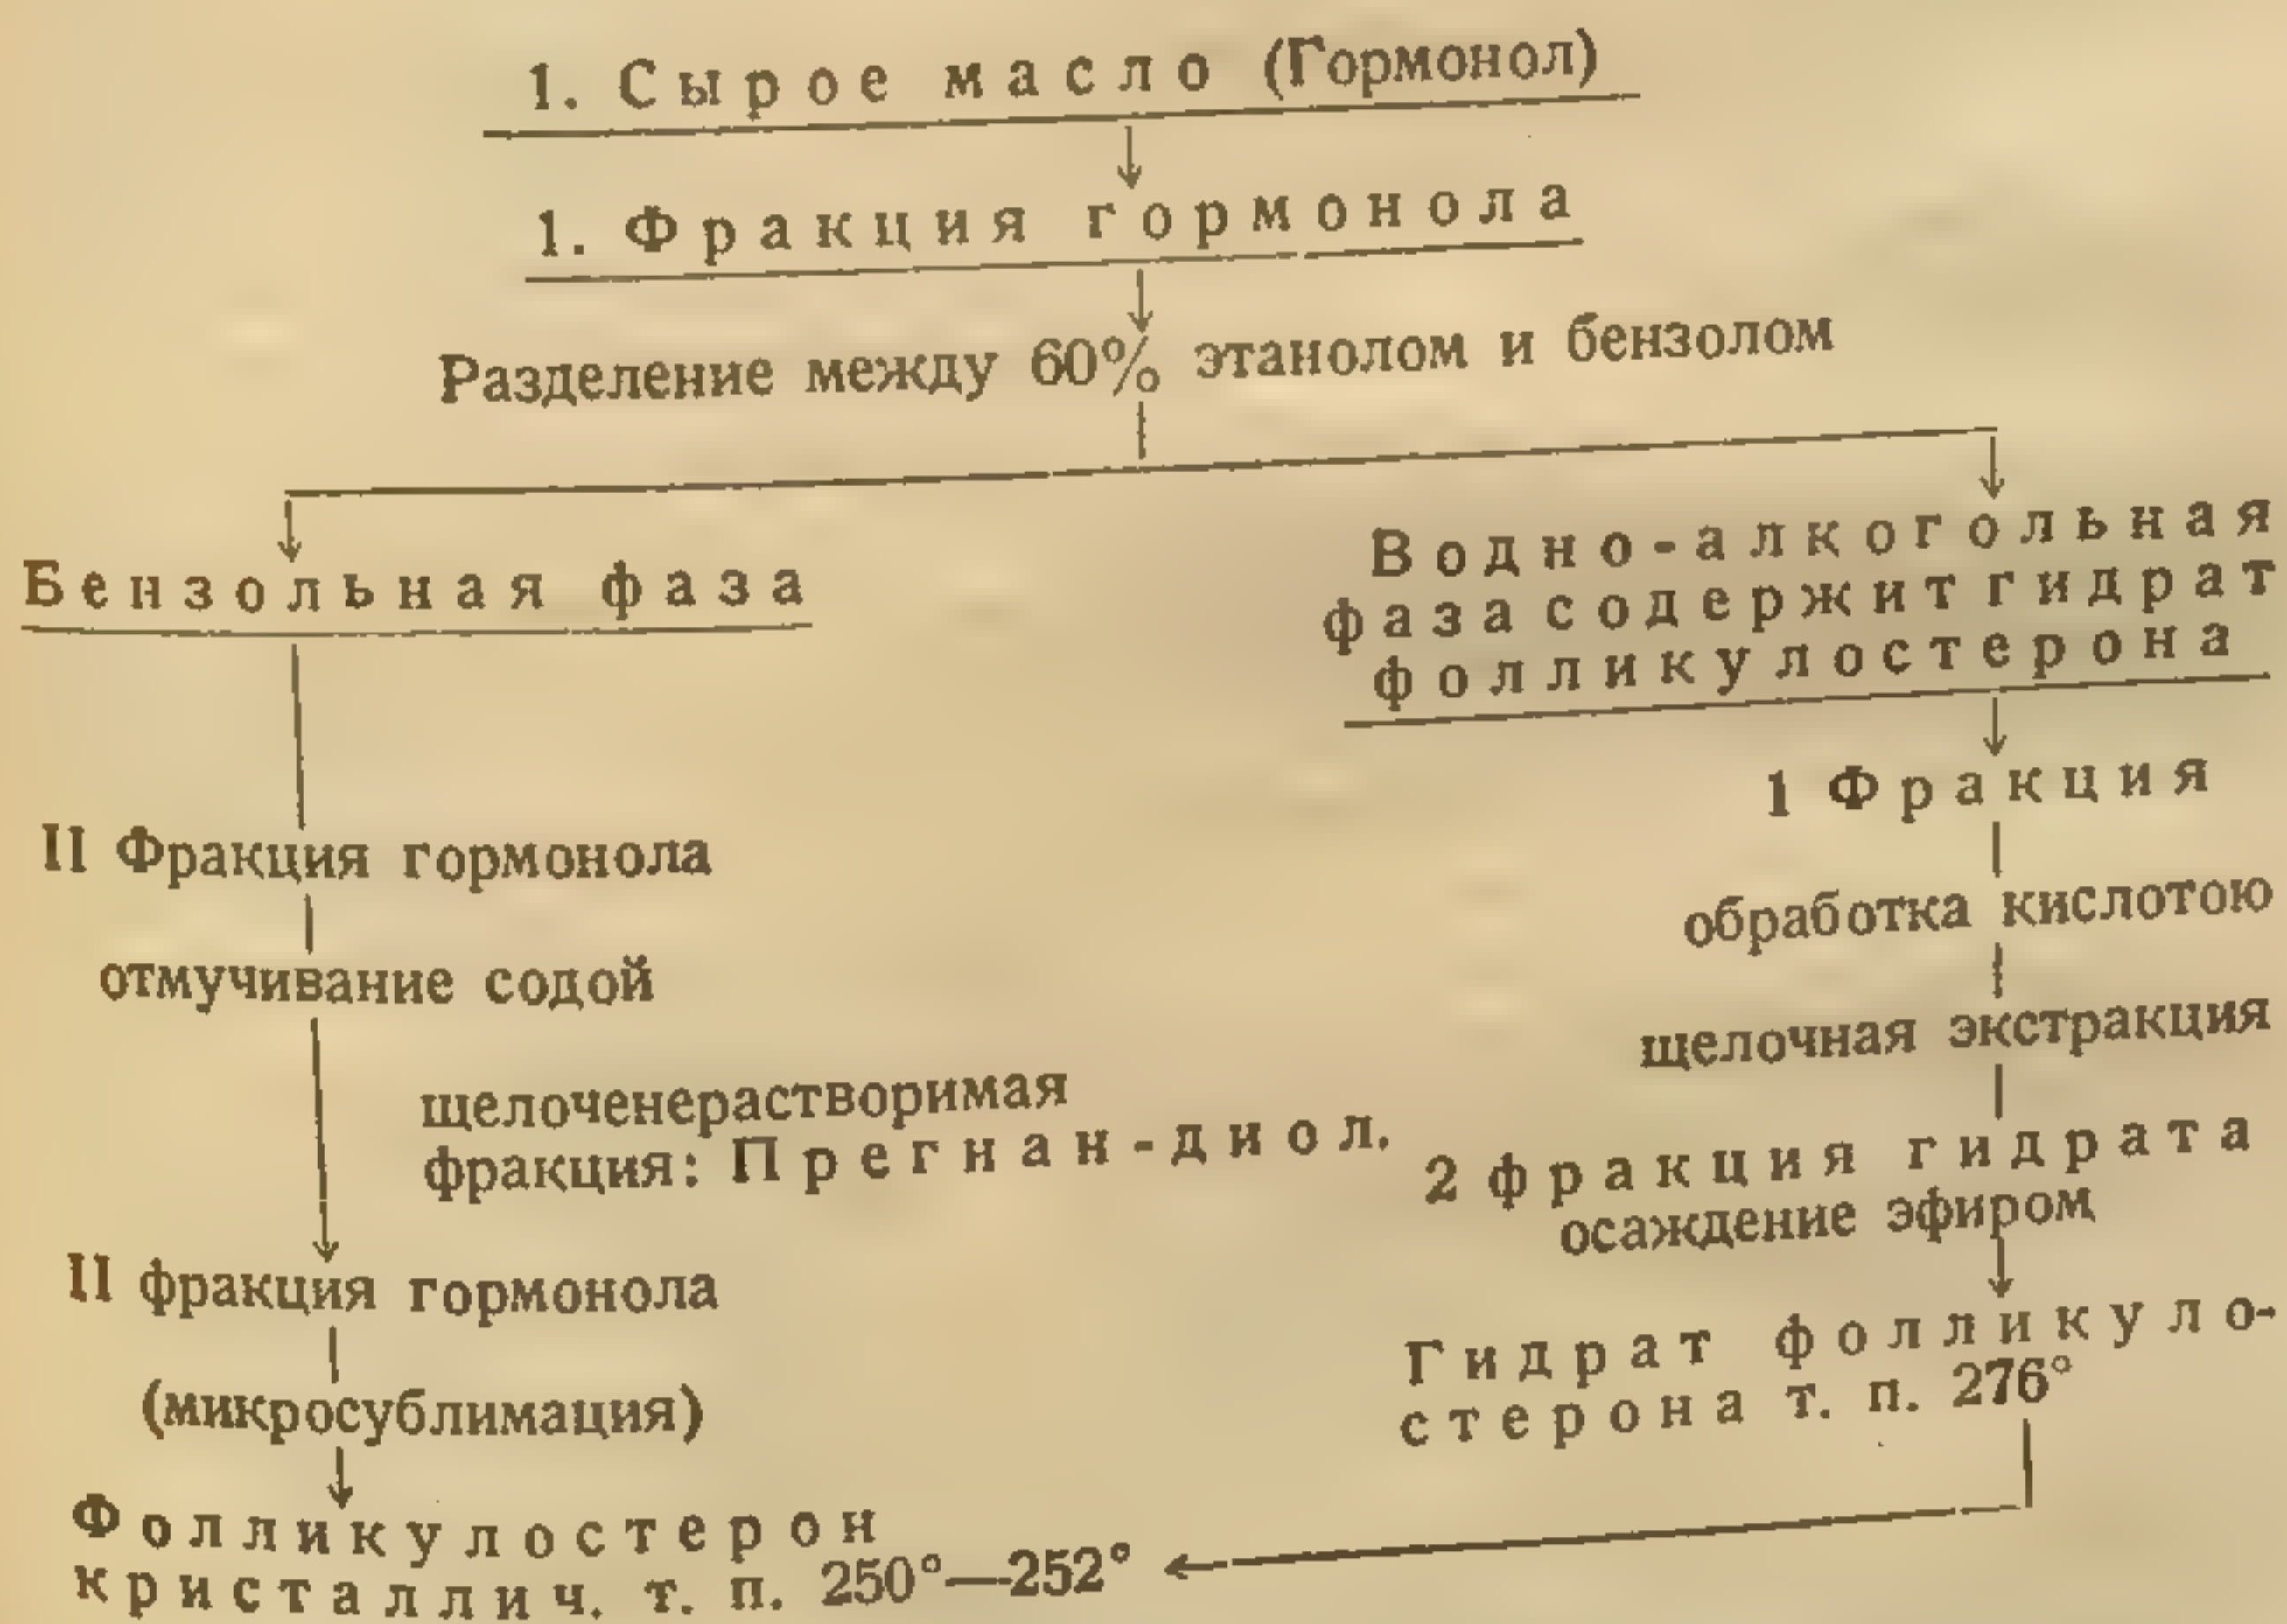 1. Сырое масло (Гормонол)
1. Фракция гормонола
Разделение между 60% этанолом и бензолом
Бензольная фаза
II Фракция гормонола
отмучивание содой
щелоченерастворимая
фракция: Прегнан-диол.
II фракция гормонола
(микросублимация)
Фолликулостерон
кристаллич. т. п. 250°—252°
Водно-алкогольная
фаза содержит гидрат
фолликулостерона
1 Фракция
обработка кислотою
щелочная экстракция
2 фракция гидрата
осаждение эфиром
Гидрат фолликуло-
стерона т. п. 276°